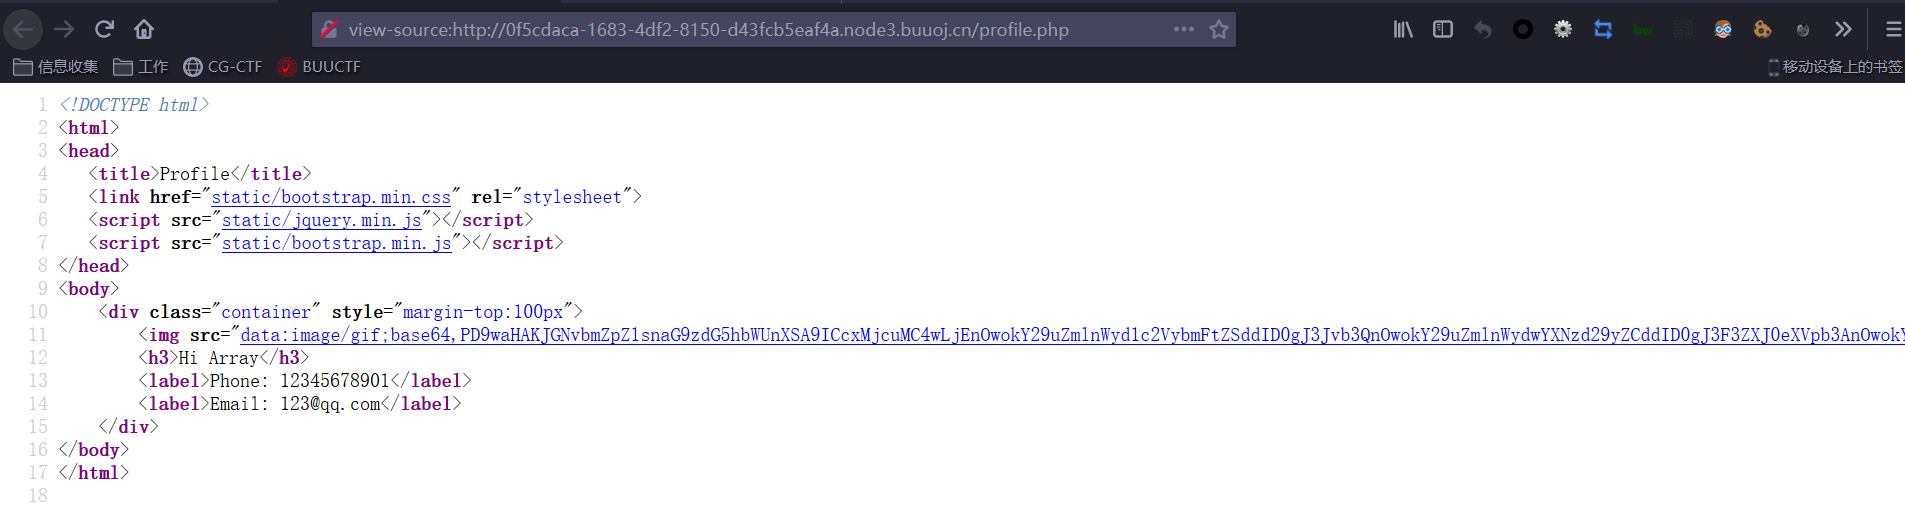 view-source:http://0f5cdaca-1683-4df2-8150-d43fcb5eaf4a.node3.buuoj.cn/profile.php
信息收集 工作 CG-CTF BUUCTF 移动设备上的书签
1 <!DOCTYPE html>
2 <html>
3 <head>
4 <title>Profile</title>
5 <link href="static/bootstrap.min.css" rel="stylesheet">
6 <script src="static/jquery.min.js"></script>
7 <script src="static/bootstrap.min.js"></script>
8 </head>
9 <body>
10 <div class="container" style="margin-top:100px">
11 <img src="data:image/gif;base64,PD9waHAKJGNvbmZpZ1snaG9zdG5hbWUnXSA9ICcxMjcuMC4wLjEnOwokY29uZmlnWyd1c2VybmFtZSddID0gJ3Jvb3QnOwokY29uZmlnWydwYXNzd29yZCddID0gJ3F3ZXJ0eXVpb3AnOwokY
12 <h3>Hi Array</h3>
13 <label>Phone: 12345678901</label>
14 <label>Email: 123@qq.com</label>
15 </div>
16 </body>
17 </html>
18